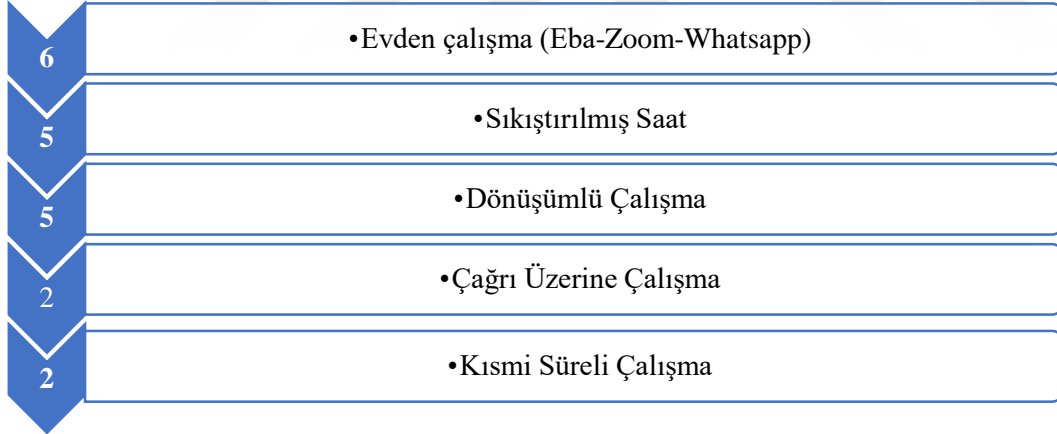 6
•Evden çalışma (Eba-Zoom-Whatsapp)
5
•Sıkıştırılmış Saat
5
•Dönüşümlü Çalışma
2
•Çağrı Üzerine Çalışma
2
•Kısmi Süreli Çalışma